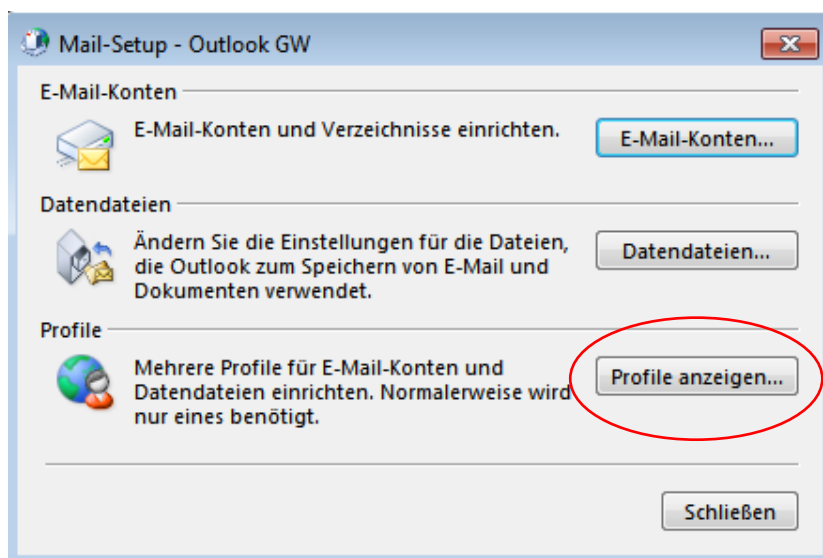 Mail-Setup - Outlook GW
E-Mail-Konten
E-Mail-Konten und Verzeichnisse einrichten.
E-Mail-Konten...
Datendateien
Ändern Sie die Einstellungen für die Dateien,
die Outlook zum Speichern von E-Mail und
Dokumenten verwendet.
Datendateien...
Profile
Mehrere Profile für E-Mail-Konten und
Datendateien einrichten. Normalerweise wird
nur eines benötigt.
Profile anzeigen...
Schließen